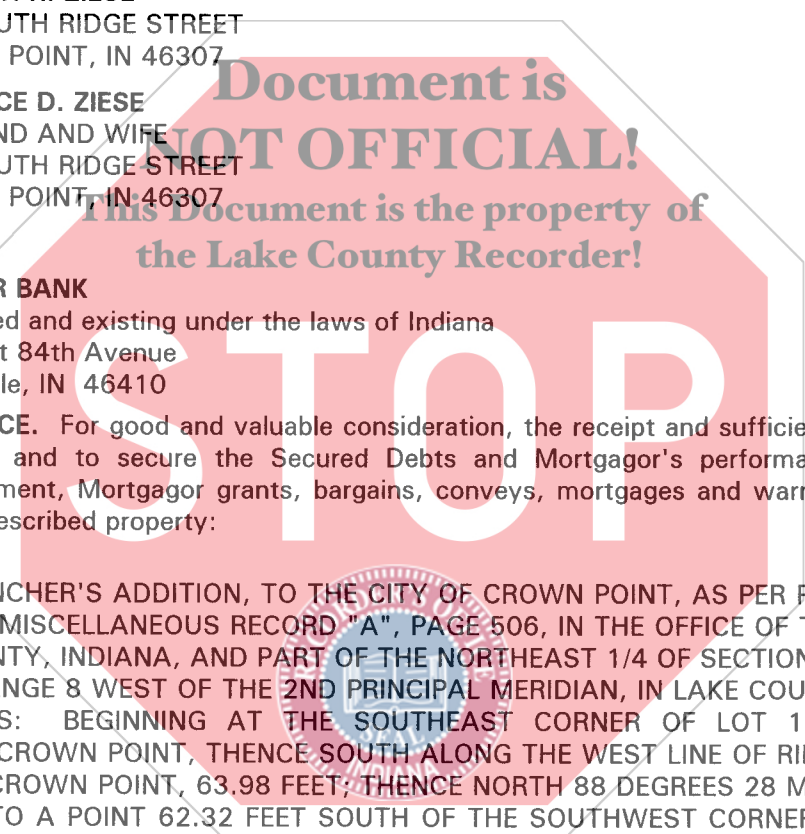 UTH RIDGE STREET
POINT, IN 46307
Document is
CE D. ZIESE
ND AND WIFE
NOT OFFICIAL!
UTH RIDGE STREET
POINT, IN 46307
This Document is the property of
the Lake County Recorder!
R BANK
ed and existing under the laws of Indiana
t 84th Avenue
le, IN 46410
STOP
CE. For good and valuable consideration, the receipt and sufficie
and to secure the Secured Debts and Mortgagor's performa
ment, Mortgagor grants, bargains, conveys, mortgages and warr
escribed property:
NCHER'S ADDITION, TO THE CITY OF CROWN POINT, AS PER P
MISCELLANEOUS RECORD "A", PAGE 506, IN THE OFFICE OF T
NTY, INDIANA, AND PART OF THE NORTHEAST 1/4 OF SECTION
NGE 8 WEST OF THE 2ND PRINCIPAL MERIDIAN, IN LAKE COU
S: BEGINNING AT THE SOUTHEAST CORNER OF LOT 1
SEAL
CROWN POINT, THENCE SOUTH ALONG THE WEST LINE OF RI
INDIANA
CROWN POINT, 63.98 FEET; THENCE NORTH 88 DEGREES 28 M
TO A POINT 62.32 FEET SOUTH OF THE SOUTHWEST CORNER